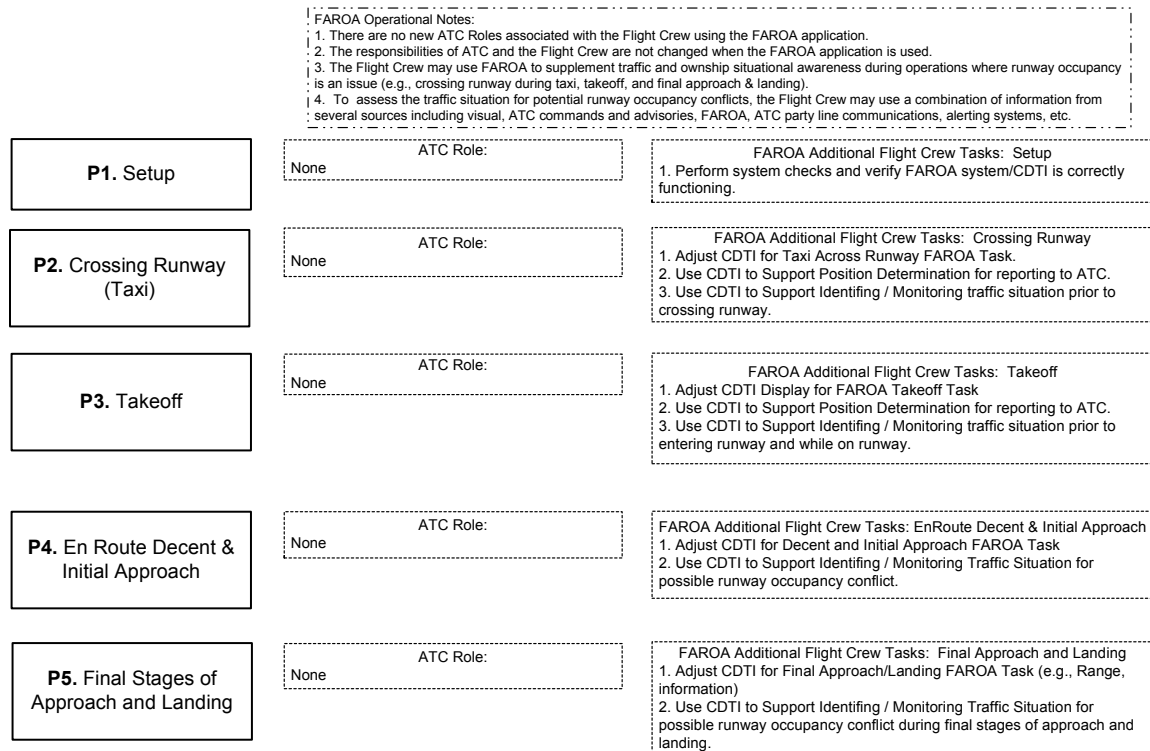 FAROA Operational Notes:
1. There are no new ATC Roles associated with the Flight Crew using the FAROA application.
2. The responsibilities of ATC and the Flight Crew are not changed when the FAROA application is used.
3. The Flight Crew may use FAROA to supplement traffic and ownship situational awareness during operations where runway occupancy
is an issue (e.g., crossing runway during taxi, takeoff, and final approach & landing).
4. To assess the traffic situation for potential runway occupancy conflicts, the Flight Crew may use a combination of information from
several sources including visual, ATC commands and advisories, FAROA, ATC party line communications, alerting systems, etc.
P1. Setup
ATC Role:
None
FAROA Additional Flight Crew Tasks: Setup
1. Perform system checks and verify FAROA system/CDTI is correctly
functioning.
P2. Crossing Runway
(Taxi)
ATC Role:
None
FAROA Additional Flight Crew Tasks: Crossing Runway
1. Adjust CDTI for Taxi Across Runway FAROA Task.
2. Use CDTI to Support Position Determination for reporting to ATC.
3. Use CDTI to Support Identifing / Monitoring traffic situation prior to
crossing runway.
P3. Takeoff
ATC Role:
None
FAROA Additional Flight Crew Tasks: Takeoff
1. Adjust CDTI Display for FAROA Takeoff Task
2. Use CDTI to Support Position Determination for reporting to ATC.
3. Use CDTI to Support Identifing / Monitoring traffic situation prior to
entering runway and while on runway.
P4. En Route Decent &
Initial Approach
ATC Role:
None
FAROA Additional Flight Crew Tasks: EnRoute Decent & Initial Approach
1. Adjust CDTI for Decent and Initial Approach FAROA Task
2. Use CDTI to Support Identifing / Monitoring Traffic Situation for
possible runway occupancy conflict.
P5. Final Stages of
Approach and Landing
ATC Role:
None
FAROA Additional Flight Crew Tasks: Final Approach and Landing
1. Adjust CDTI for Final Approach/Landing FAROA Task (e.g., Range,
information)
2. Use CDTI to Support Identifing / Monitoring Traffic Situation for
possible runway occupancy conflict during final stages of approach and
landing.